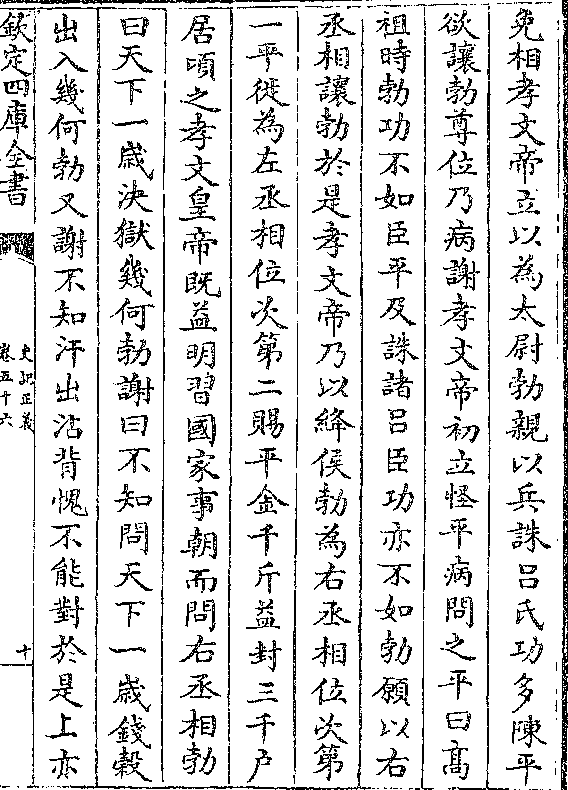 免相孝文帝立以為太尉勃親以兵誅吕氏功多陳平
欲讓勃尊位乃病謝孝文帝初立怪平病問之平曰髙
祖時勃功不如臣平及誅諸吕臣功亦不如勃願以右
丞相讓勃於是孝文帝乃以絳侯勃為右丞相位次第
一平徙為左丞相位次第二賜平金千斤益封三千户
居頃之孝文皇帝既益明習國家事朝而問右丞相勃
曰天下一歲決獄幾何勃謝曰不知問天下一歲錢穀
出入幾何勃又謝不知汗出沾背愧不能對於是上亦
欽定四庫全書
史記正義
卷五十六
十